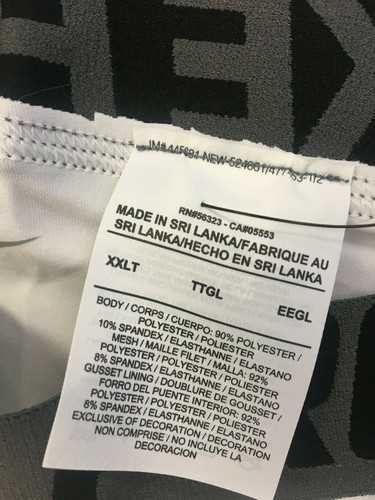 RN#56323 - CA#05553
MADE IN SRI LANKA/FABRIQUE AU
SRI LANKA/HECHO EN SRI LANKA
XXLT TTGL EEGL
BODY / CORPS / CUERPO: 90% POLYESTER /
POLYESTER / POLIESTER
10% SPANDEX / ELASTHANNE / ELASTANO
MESH / MAILLE FILET / MALLA: 92%
POLYESTER / POLYESTER / POLIESTER
8% SPANDEX / ELASTHANNE / ELASTANO
GUSSET LINING / DOUBLURE DE GOUSSET /
FORRO DEL PUENTE INTERIOR: 92%
POLYESTER / POLYESTER / POLIESTER
8% SPANDEX / ELASTHANNE / ELASTANO
EXCLUSIVE OF DECORATION / DECORATION
NON COMPRISE / NO INCLUYE LA
DECORACION